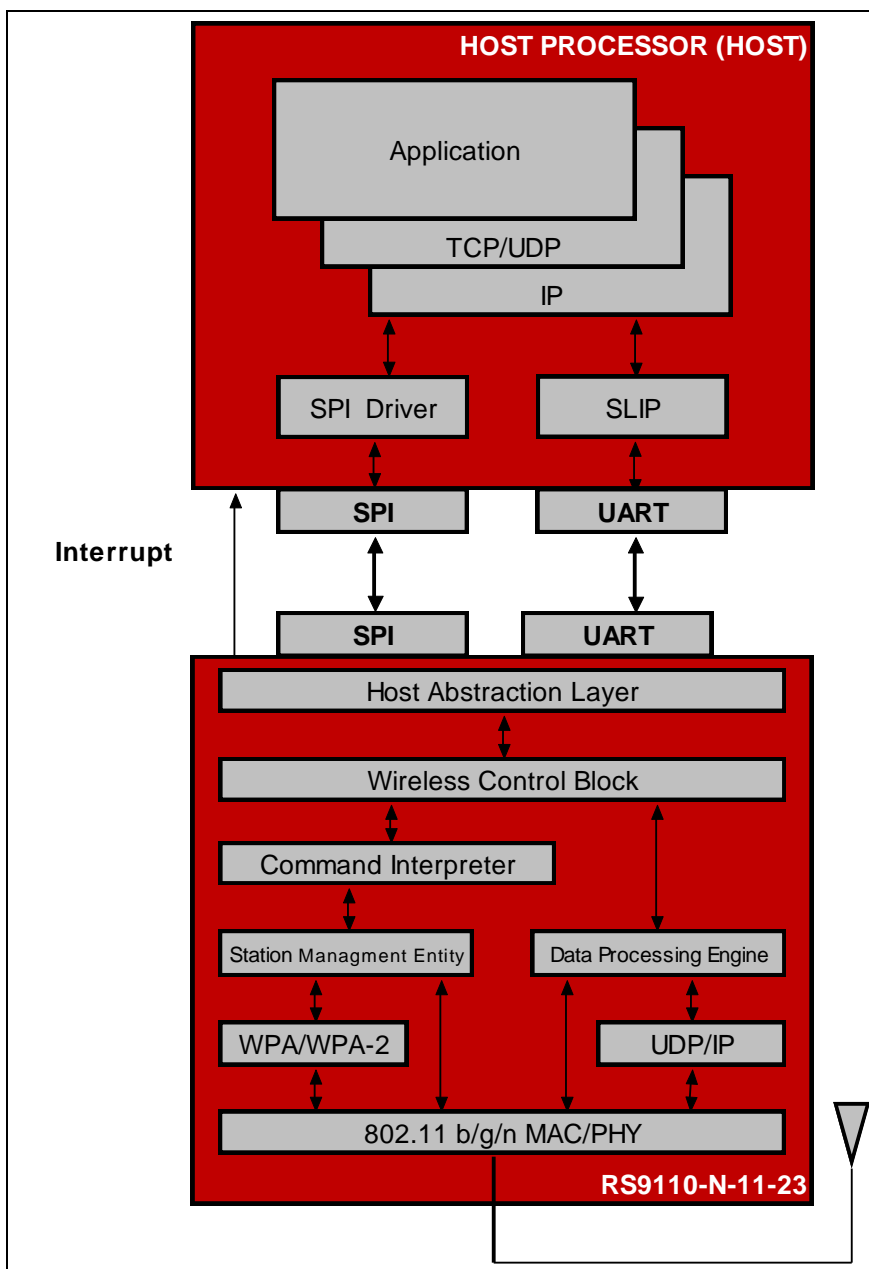 HOST PROCESSOR (HOST)
Application
TCP/UDP
IP
SPI Driver
SLIP
SPI
UART
Interrupt
SPI
UART
Host Abstraction Layer
Wireless Control Block
Command Interpreter
Station Managment Entity
Data Processing Engine
WPA/WPA-2
UDP/IP
802.11 b/g/n MAC/PHY
RS9110-N-11-23